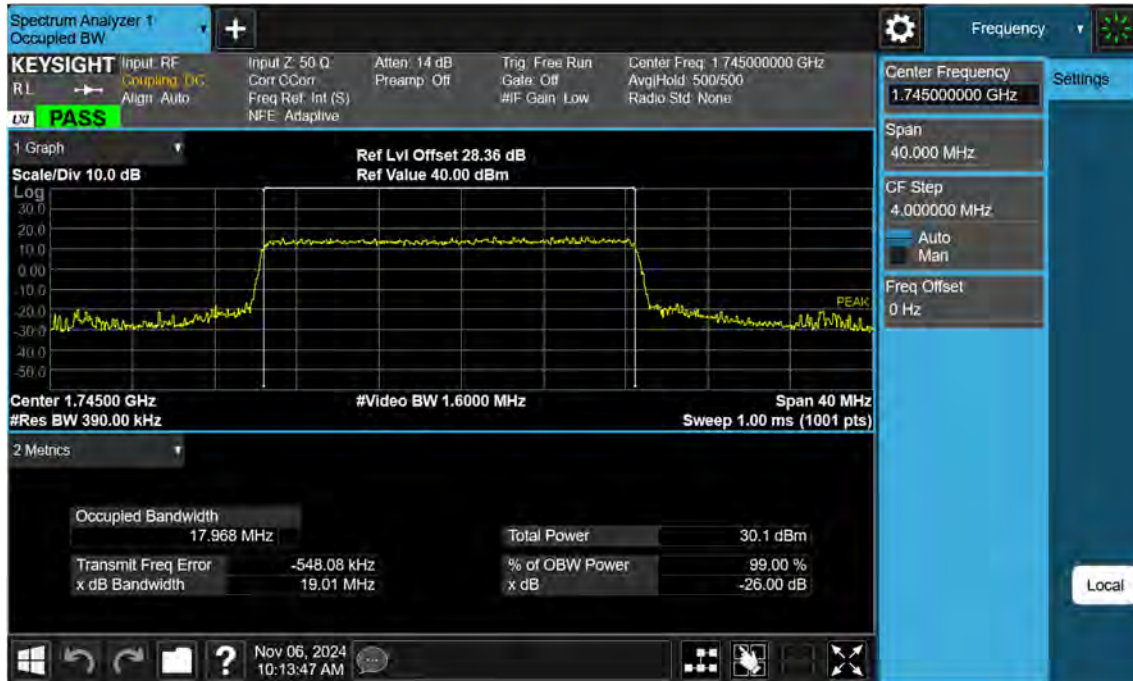 Spectrum Analyzer 1
Occupied BW
+
Frequency
KEYSIGHT
RL
LXI PASS
Input: RF
Coupling: DC
Align: Auto
Input Z: 50 Ω
Corr CCorr
Freq Ref: Int (S)
NFE: Adaptive
Atten: 14 dB
Preamp: Off
Trig: Free Run
Gate: Off
#IF Gain: Low
Center Freq: 1.745000000 GHz
Avg|Hold: 500/500
Radio Std: None
Center Frequency
1.745000000 GHz
Settings
Span
40.000 MHz
CF Step
4.000000 MHz
Auto
Man
Freq Offset
0 Hz
1 Graph
Scale/Div 10.0 dB
Ref Lvl Offset 28.36 dB
Ref Value 40.00 dBm
Log
30.0
20.0
10.0
0.00
-10.0
-20.0
-30.0
-40.0
-50.0
PEAK
Center 1.74500 GHz
#Video BW 1.6000 MHz
Span 40 MHz
#Res BW 390.00 kHz
Sweep 1.00 ms (1001 pts)
2 Metrics
Occupied Bandwidth
17.968 MHz
Total Power 30.1 dBm
Transmit Freq Error -548.08 kHz
% of OBW Power 99.00 %
x dB Bandwidth 19.01 MHz
x dB -26.00 dB
Local
?
Nov 06, 2024
10:13:47 AM